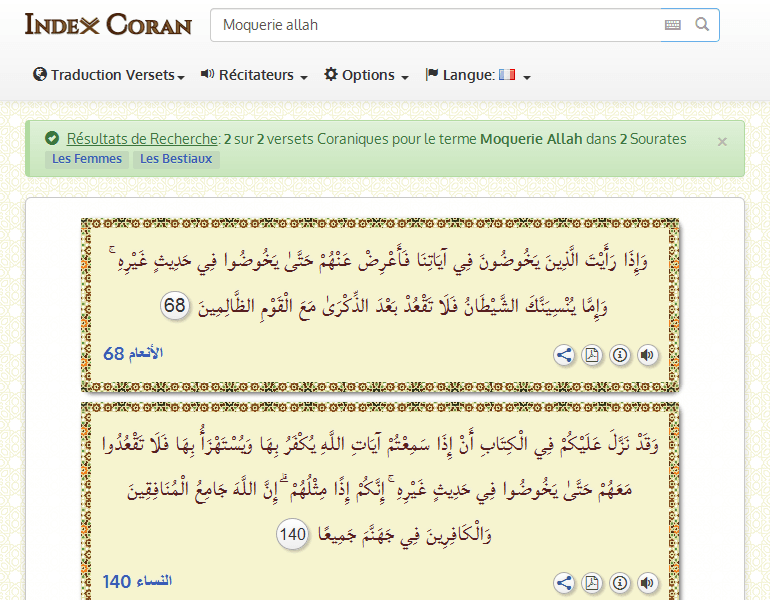 INDEX CORAN
Moquerie allah
Traduction Versets
Récitateurs
Options
Langue:
Résultats de Recherche: 2 sur 2 versets Coraniques pour le terme Moquerie Allah dans 2 Sourates ×
Les Femmes Les Bestiaux
وَإِذَا رَأَيْتَ الَّذِينَ يَخُوضُونَ فِي آيَاتِنَا فَأَعْرِضْ عَنْهُمْ حَتَّىٰ يَخُوضُوا فِي حَدِيثٍ غَيْرِهِ ۚ
وَإِمَّا يُنْسِيَنَّكَ الشَّيْطَانُ فَلَا تَقْعُدْ بَعْدَ الذِّكْرَىٰ مَعَ الْقَوْمِ الظَّالِمِينَ 68
الأنعام 68
وَقَدْ نَزَّلَ عَلَيْكُمْ فِي الْكِتَابِ أَنْ إِذَا سَمِعْتُمْ آيَاتِ اللَّهِ يُكْفَرُ بِهَا وَيُسْتَهْزَأُ بِهَا فَلَا تَقْعُدُوا
مَعَهُمْ حَتَّىٰ يَخُوضُوا فِي حَدِيثٍ غَيْرِهِ ۚ إِنَّكُمْ إِذًا مِثْلُهُمْ ۗ إِنَّ اللَّهَ جَامِعُ الْمُنَافِقِينَ
وَالْكَافِرِينَ فِي جَهَنَّمَ جَمِيعًا 140
النساء 140